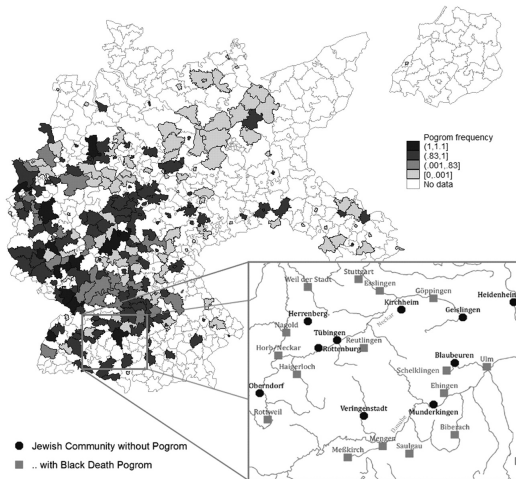 Pogrom frequency
(1,1.1]
(.83,1]
(.001,.83]
[0,.001]
No data
Stuttgart
Weil der Stadt
Esslingen
Göppingen
Heidenheim
Kirchheim
Neckar
Herrenberg
Geislingen
Nagold
Tübingen
Rottenburg
Reutlingen
Horb/Neckar
Blaubeuren
Ulm
Schelklingen
Haigerloch
Ehingen
Oberndorf
Veringenstadt
Munderkingen
Rottweil
Donube
Biberach
Mengen
Saulgau
Meßkirch
Jewish Community without Pogrom
.. with Black Death Pogrom